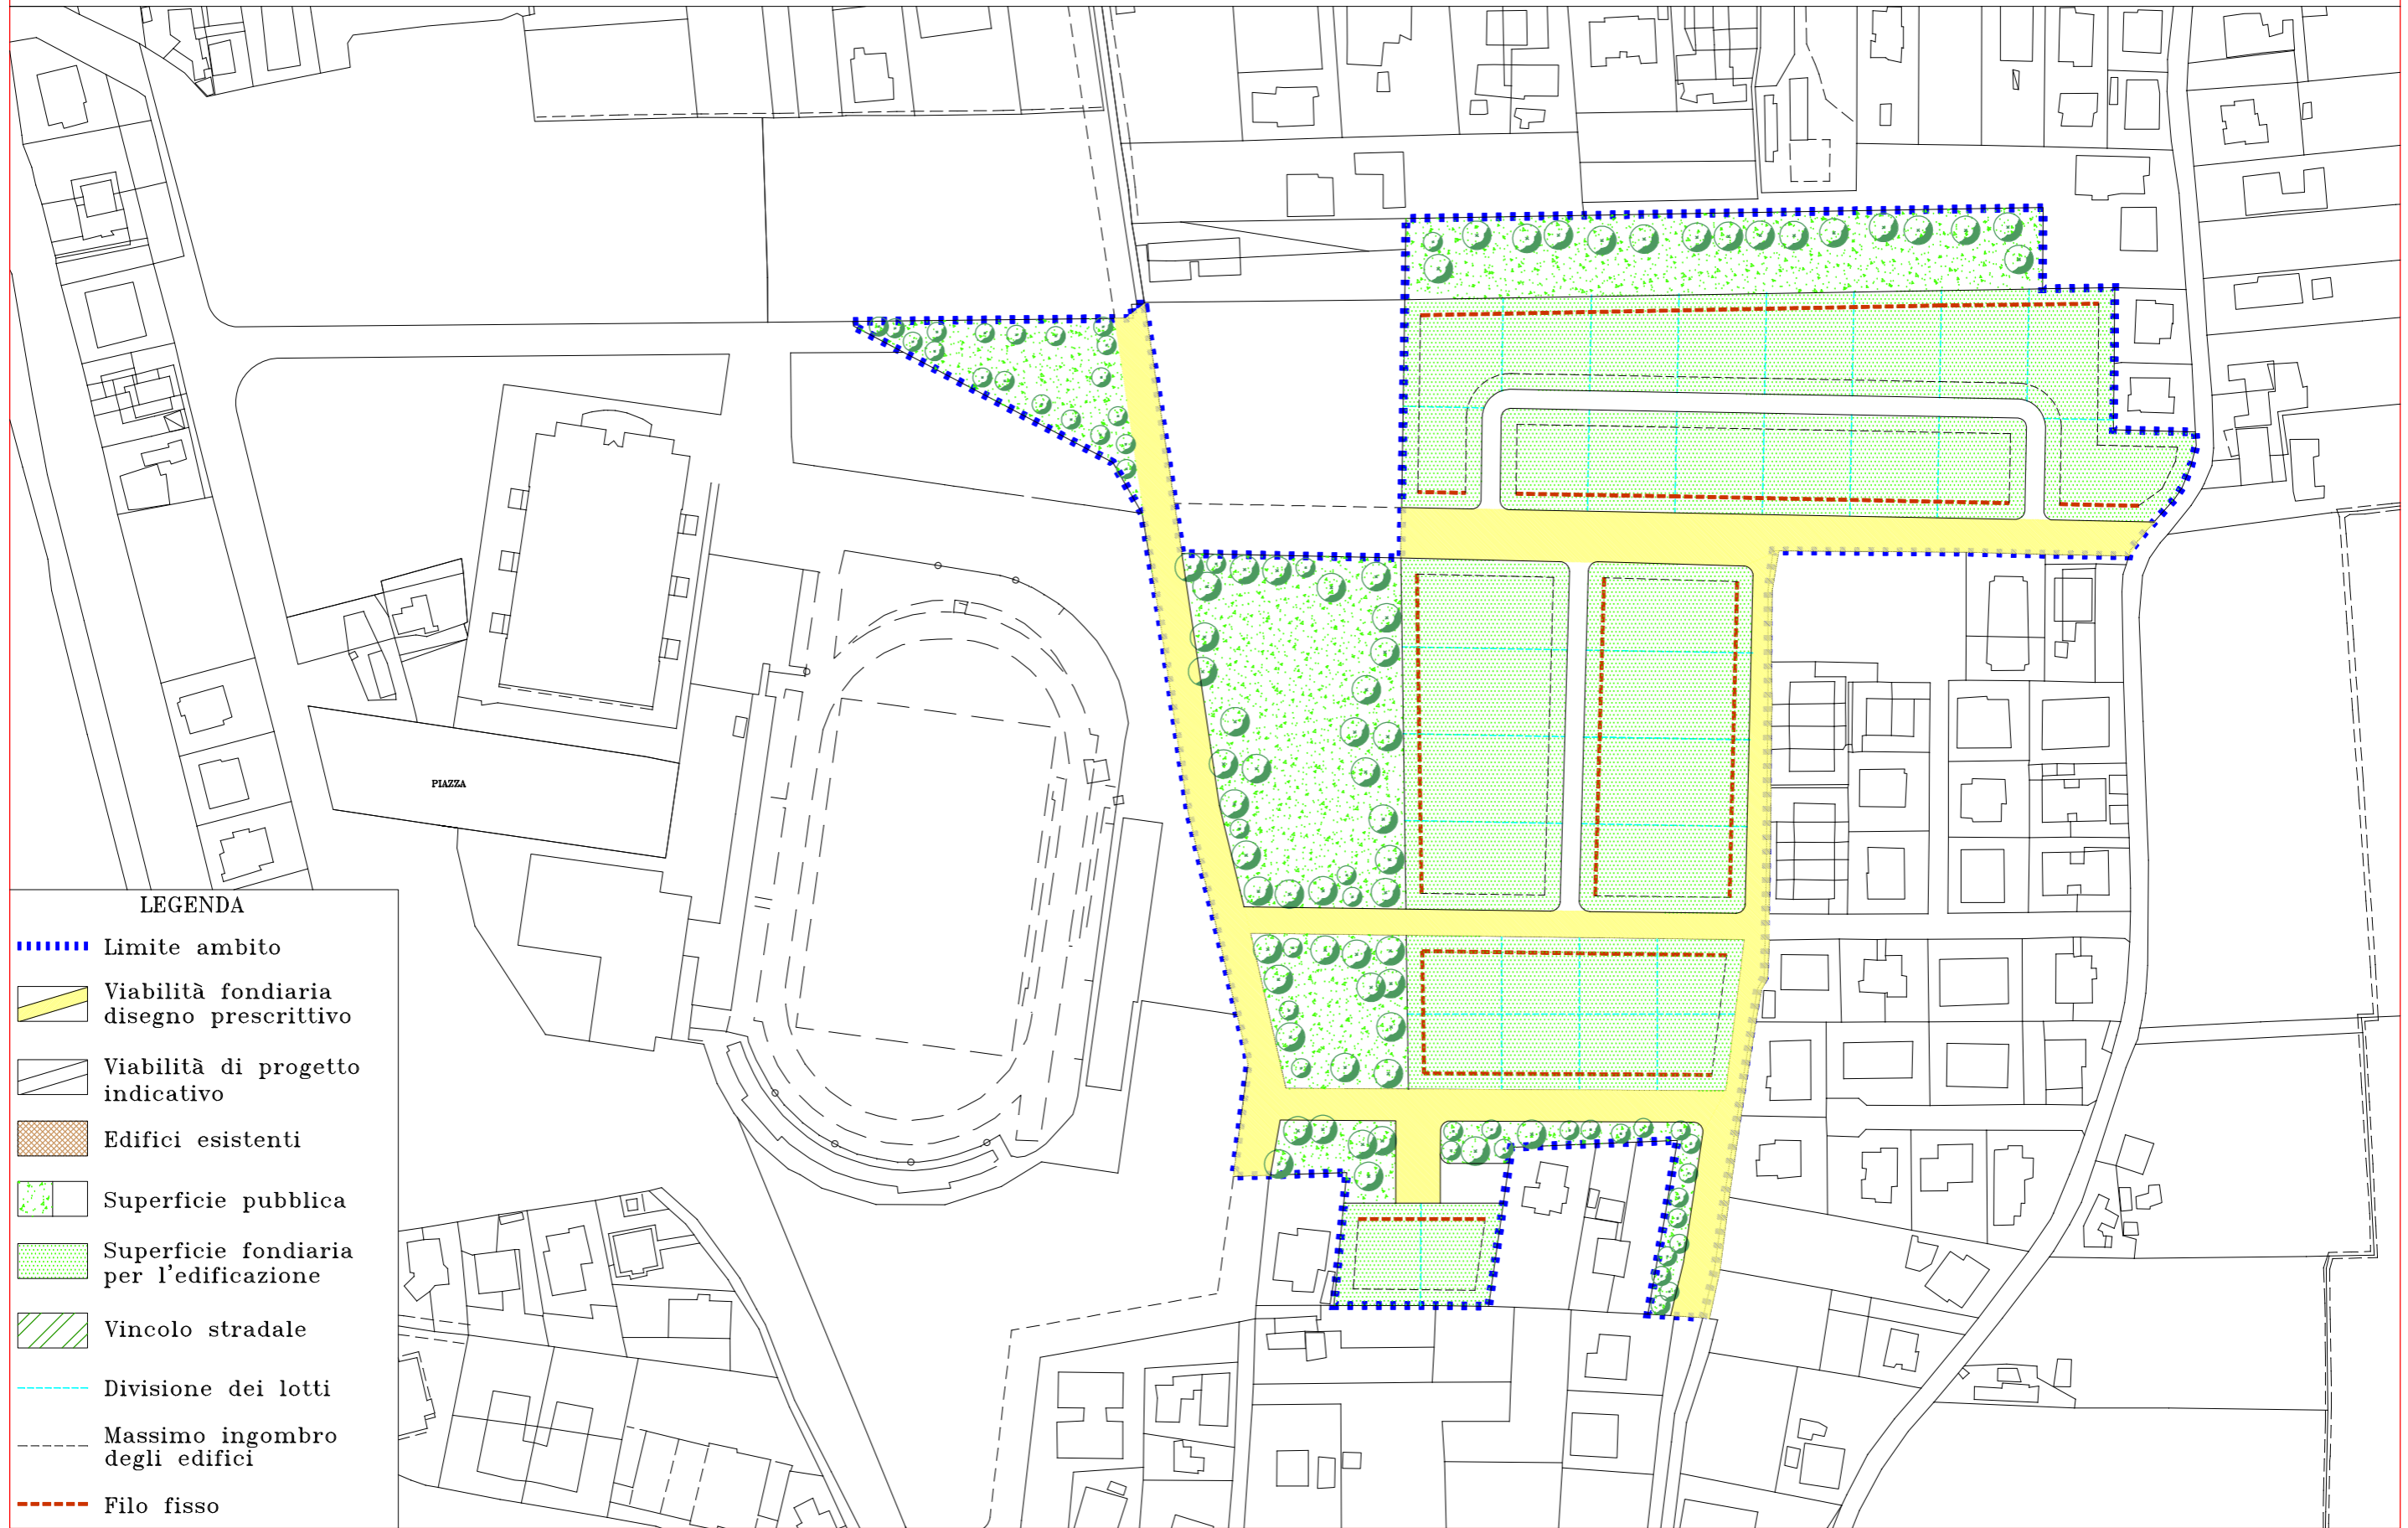 PIAZZA
LEGENDA
Limite ambito
Viabilità fondiaria
disegno prescrittivo
Viabilità di progetto
indicativo
Edifici esistenti
Superficie pubblica
Superficie fondiaria
per l'edificazione
Vincolo stradale
Divisione dei lotti
Massimo ingombro
degli edifici
Filo fisso